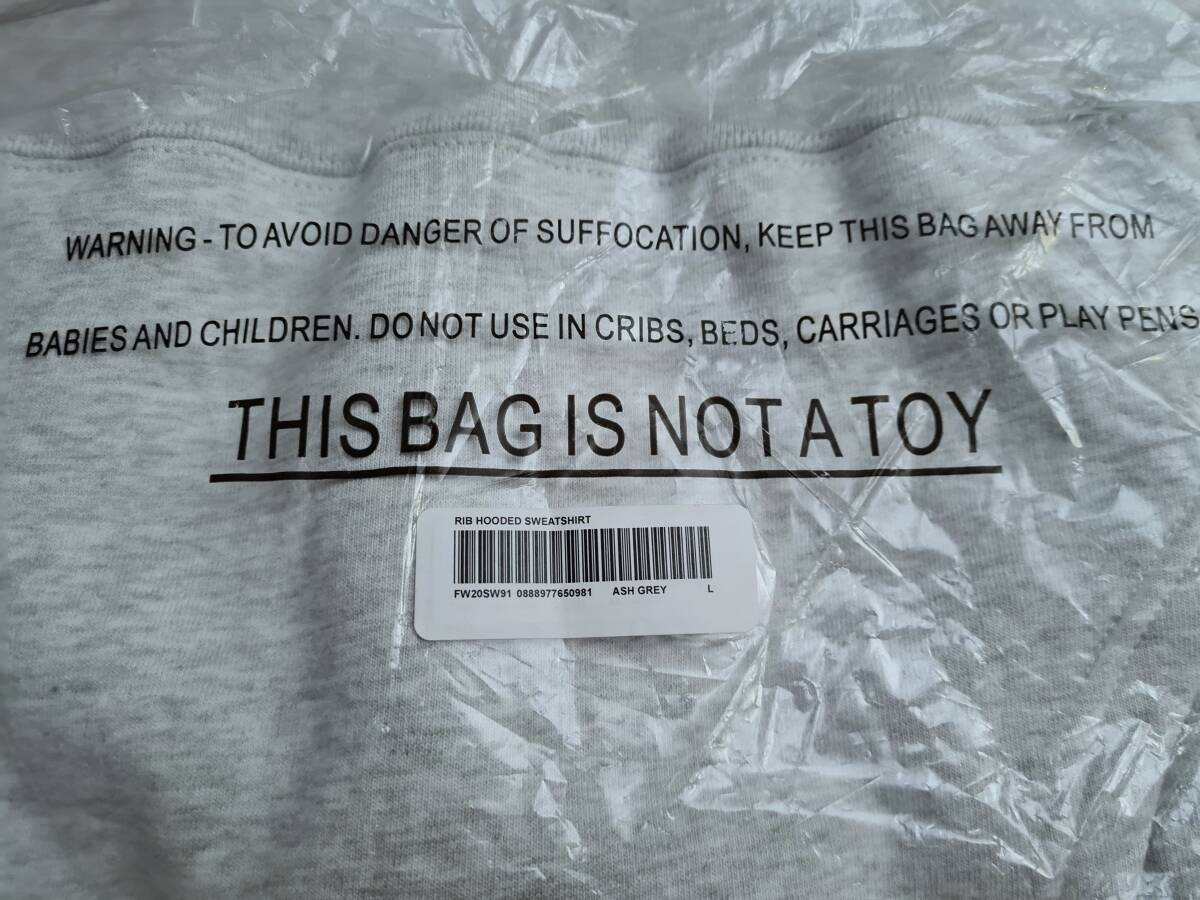 WARNING - TO AVOID DANGER OF SUFFOCATION, KEEP THIS BAG AWAY FROM
BABIES AND CHILDREN. DO NOT USE IN CRIBS, BEDS, CARRIAGES OR PLAY PENS
THIS BAG IS NOT A TOY
RIB HOODED SWEATSHIRT
FW20SW91 0888977650981 ASH GREY L